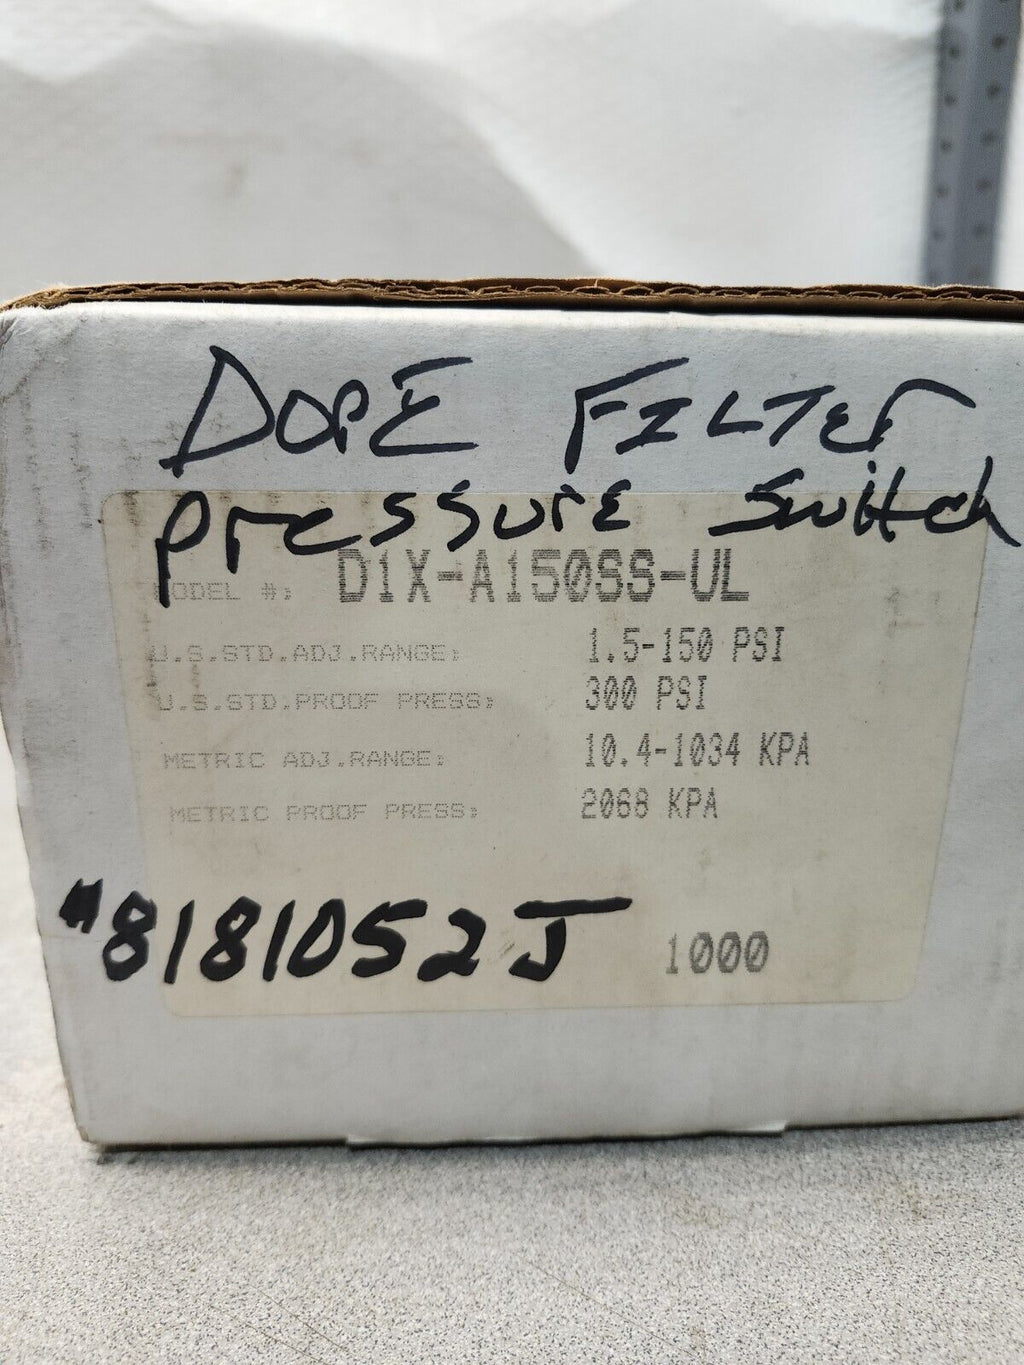 DOPE FILTER
Pressure Switch
MODEL #: D1X-A150SS-UL
U.S.STD.ADJ.RANGE: 1.5-150 PSI
U.S.STD.PROOF PRESS: 300 PSI
METRIC ADJ.RANGE: 10.4-1034 KPA
METRIC PROOF PRESS: 2068 KPA
#8181052J 1000